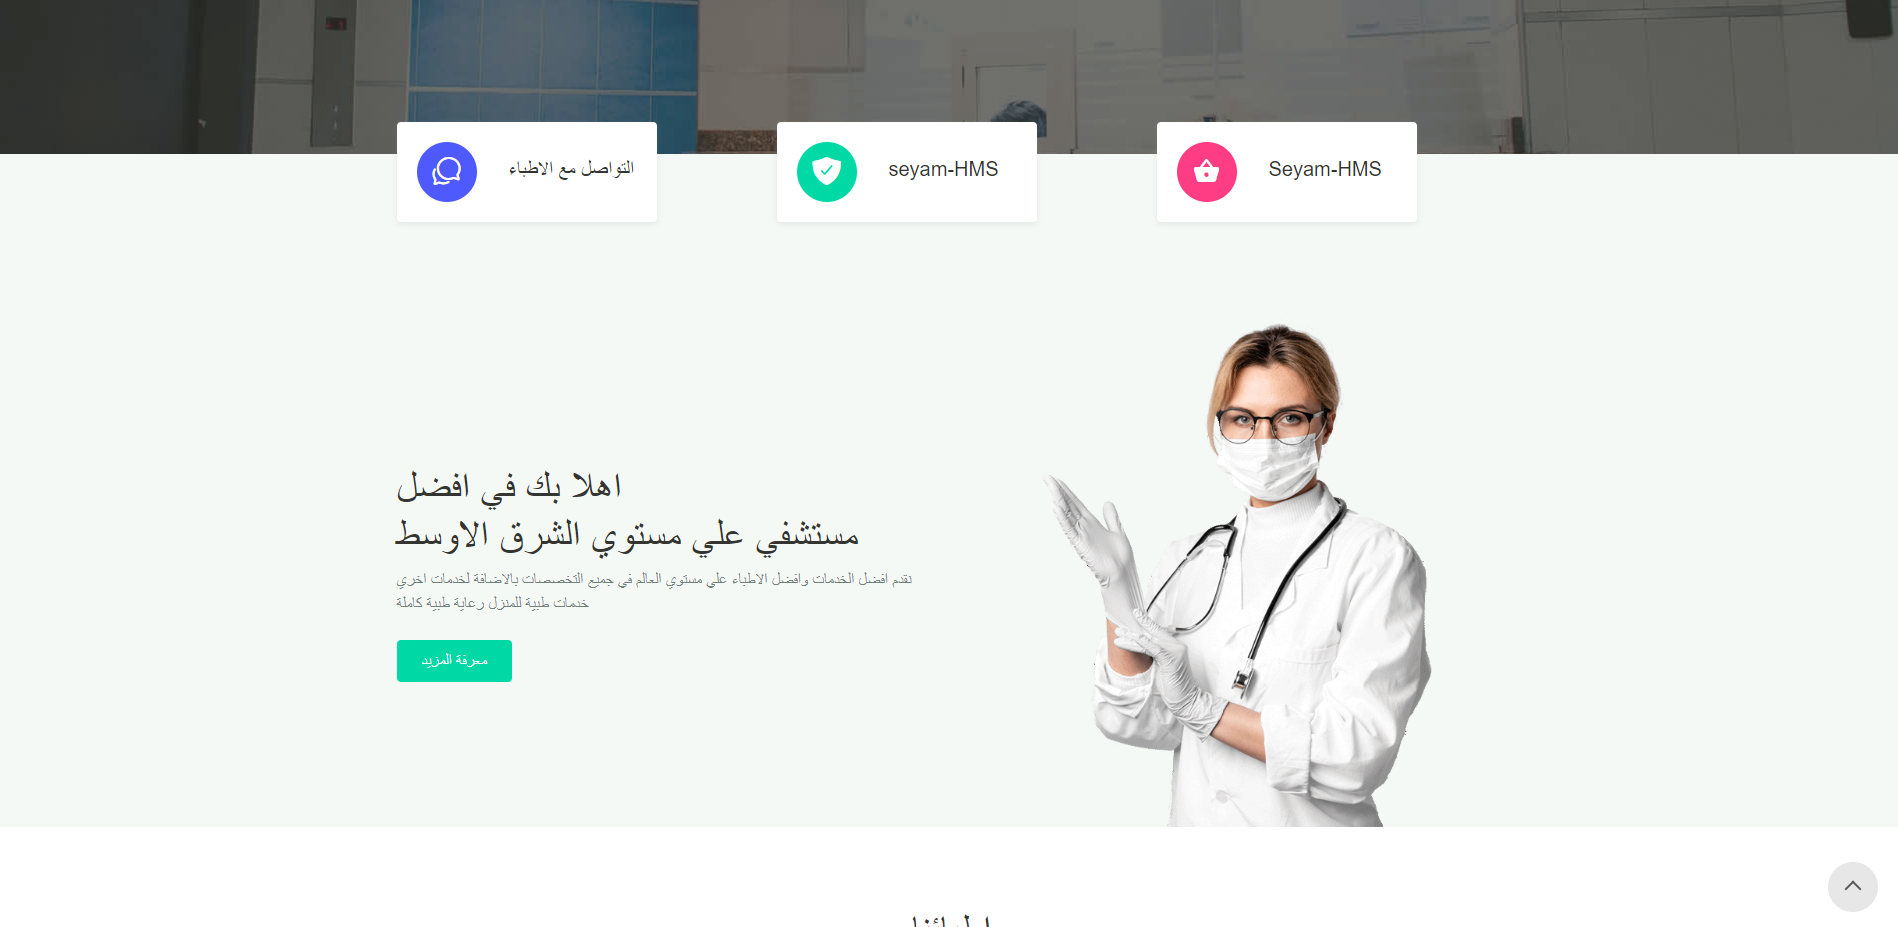 التواصل مع الاطباء
seyam-HMS
Seyam-HMS
اهلا بك في افضل
مستشفي علي مستوي الشرق الاوسط
نقدم افضل الخدمات وافضل الاطباء علي مستوي العالم في جميع التخصصات بالاضافة لخدمات اخري
خدمات طبية للمنزل رعاية طبية كاملة
معرفة المزيد